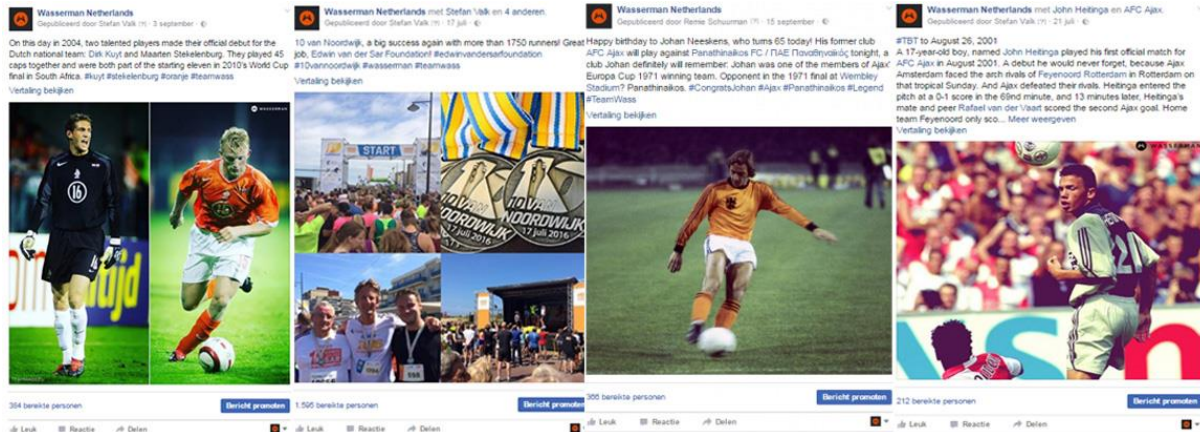 Wasserman Netherlands
Gepubliceerd door Stefan Valk [?] · 3 september ·
On this day in 2004, two talented players made their official debut for the
Dutch national team: Dirk Kuyt and Maarten Stekelenburg. They played 45
caps together and were both part of the starting eleven in 2010's World Cup
final in South Africa. #kuyt #stekelenburg #oranje #teamwass
Vertaling bekijken
WASSERMAN
16
384 bereikte personen
Bericht promoten
Leuk Reactie Delen
Wasserman Netherlands met Stefan Valk en 4 anderen.
Gepubliceerd door Stefan Valk [?] · 17 juli ·
10 van Noordwijk, a big success again with more than 1750 runners! Great
job, Edwin van der Sar Foundation! #edwinvandersarfoundation
#10vannoordwijk #wasserman #teamwass
Vertaling bekijken
START
10 VAN
NOORDWIJK
17 juli 2016
10 VAN
NOORDWIJK
17 juli 2016
1.595 bereikte personen
Bericht promoten
Leuk Reactie Delen
Wasserman Netherlands
Gepubliceerd door Remie Schuurman [?] · 15 september ·
Happy birthday to Johan Neeskens, who turns 65 today! His former club
AFC Ajax will play against Panathinaikos FC / ΠΑΕ Παναθηναϊκός tonight, a
club Johan definitely will remember: Johan was one of the members of Ajax'
Europa Cup 1971 winning team. Opponent in the 1971 final at Wembley
Stadium? Panathinaikos. #CongratsJohan #Ajax #Panathinaikos #Legend
#TeamWass
Vertaling bekijken
366 bereikte personen
Bericht promoten
Leuk Reactie Delen
Wasserman Netherlands met John Heitinga en AFC Ajax.
Gepubliceerd door Stefan Valk [?] · 21 juli ·
#TBT to August 26, 2001
A 17-year-old boy, named John Heitinga played his first official match for
AFC Ajax in August 2001. A debut he would never forget, because Ajax
Amsterdam faced the arch rivals of Feyenoord Rotterdam in Rotterdam on
that tropical Sunday. And Ajax defeated their rivals. Heitinga entered the
pitch at a 0-1 score in the 69nd minute, and 13 minutes later, Heitinga's
mate and peer Rafael van der Vaart scored the second Ajax goal. Home
team Feyenoord only sco... Meer weergeven
Vertaling bekijken
WASSERMAN
21
212 bereikte personen
Bericht promoten
Leuk Reactie Delen